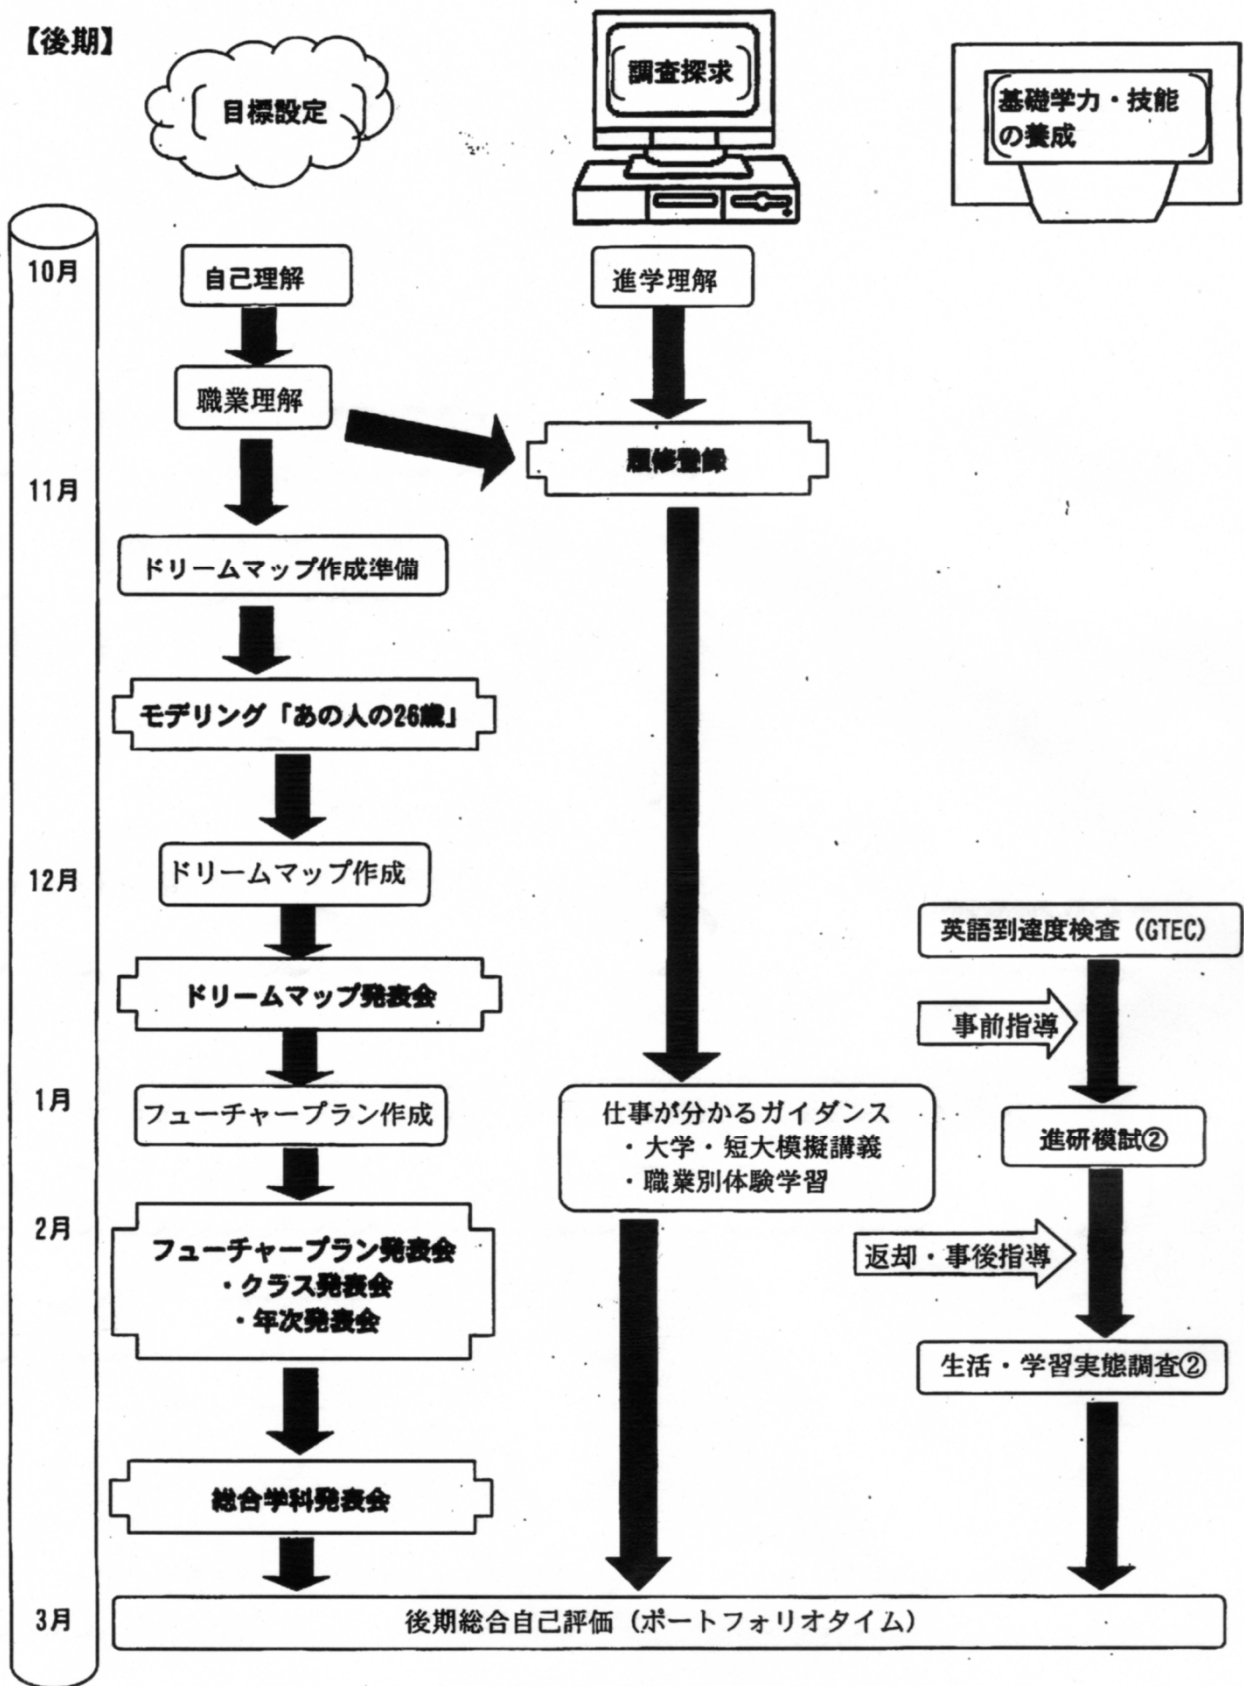 【後期】
目標設定
調査探求
基礎学力・技能
の養成
10月
自己理解
進学理解
職業理解
履修登録
11月
ドリームマップ作成準備
モデリング「あの人の26歳」
12月
ドリームマップ作成
英語到達度検査（GTEC）
ドリームマップ発表会
事前指導
1月
フューチャープラン作成
仕事が分かるガイダンス
・大学・短大模擬講義
・職業別体験学習
進研模試②
2月
フューチャープラン発表会
・クラス発表会
・年次発表会
返却・事後指導
生活・学習実態調査②
総合学科発表会
3月
後期総合自己評価（ポートフォリオタイム）